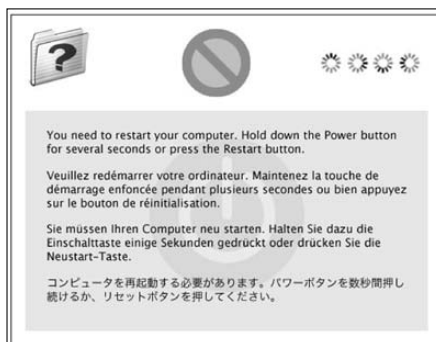 ?
You need to restart your computer. Hold down the Power button
for several seconds or press the Restart button.
Veuillez redémarrer votre ordinateur. Maintenez la touche de
démarrage enfoncée pendant plusieurs secondes ou bien appuyez
sur le bouton de réinitialisation.
Sie müssen Ihren Computer neu starten. Halten Sie dazu die
Einschalttaste einige Sekunden gedrückt oder drücken Sie die
Neustart-Taste.
コンピュータを再起動する必要があります。パワーボタンを数秒間押し
続けるか、リセットボタンを押してください。